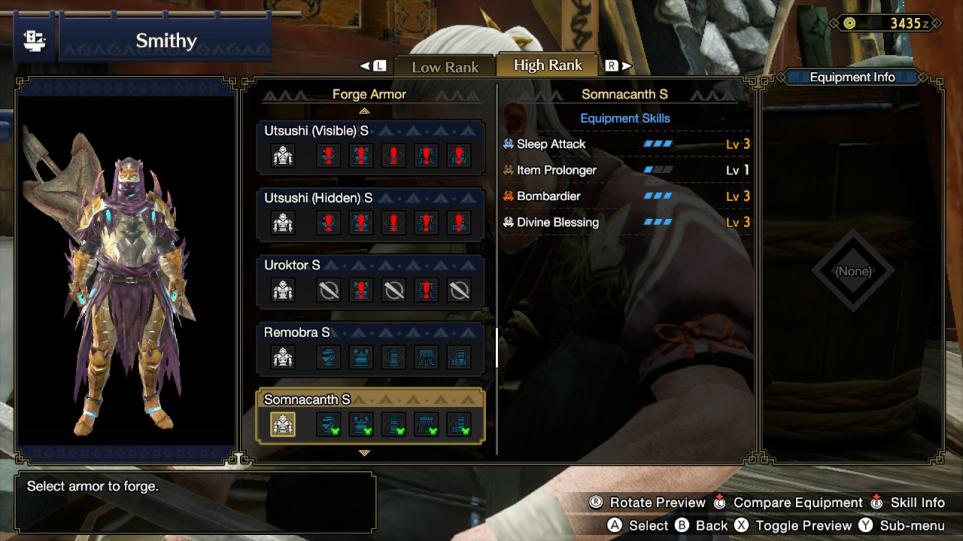 Smithy
3435z
L
Low Rank
High Rank
R
Equipment Info
Forge Armor
Utsushi (Visible) S
Utsushi (Hidden) S
Uroktor S
Remobra S
Somnacanth S
Somnacanth S
Equipment Skills
Sleep Attack Lv 3
Item Prolonger Lv 1
Bombardier Lv 3
Divine Blessing Lv 3
(None)
Select armor to forge.
R Rotate Preview Compare Equipment Skill Info
A Select B Back X Toggle Preview Y Sub-menu